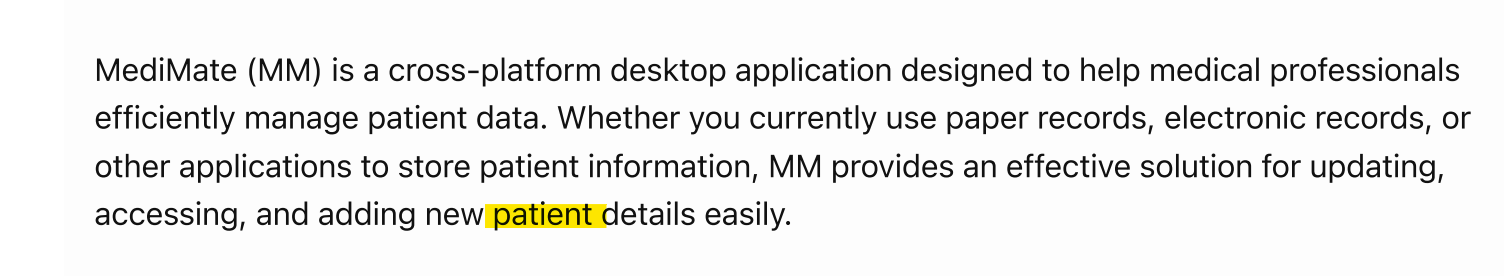 MediMate (MM) is a cross-platform desktop application designed to help medical professionals
efficiently manage patient data. Whether you currently use paper records, electronic records, or
other applications to store patient information, MM provides an effective solution for updating,
accessing, and adding new patient details easily.